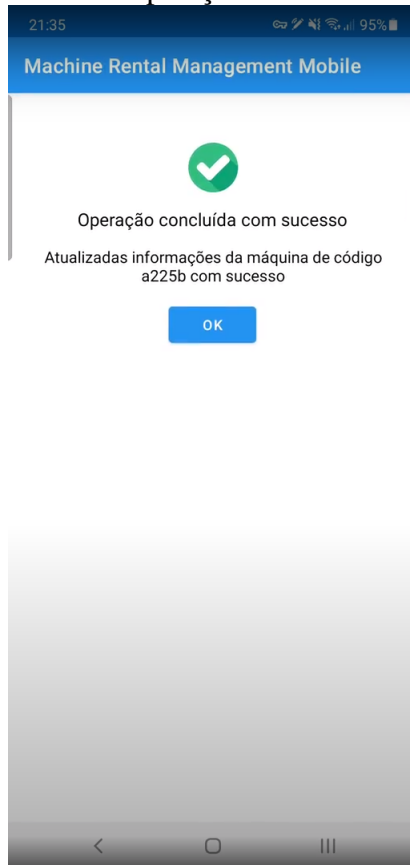 21:35 95%
Machine Rental Management Mobile
Operação concluída com sucesso
Atualizadas informações da máquina de código
a225b com sucesso
OK